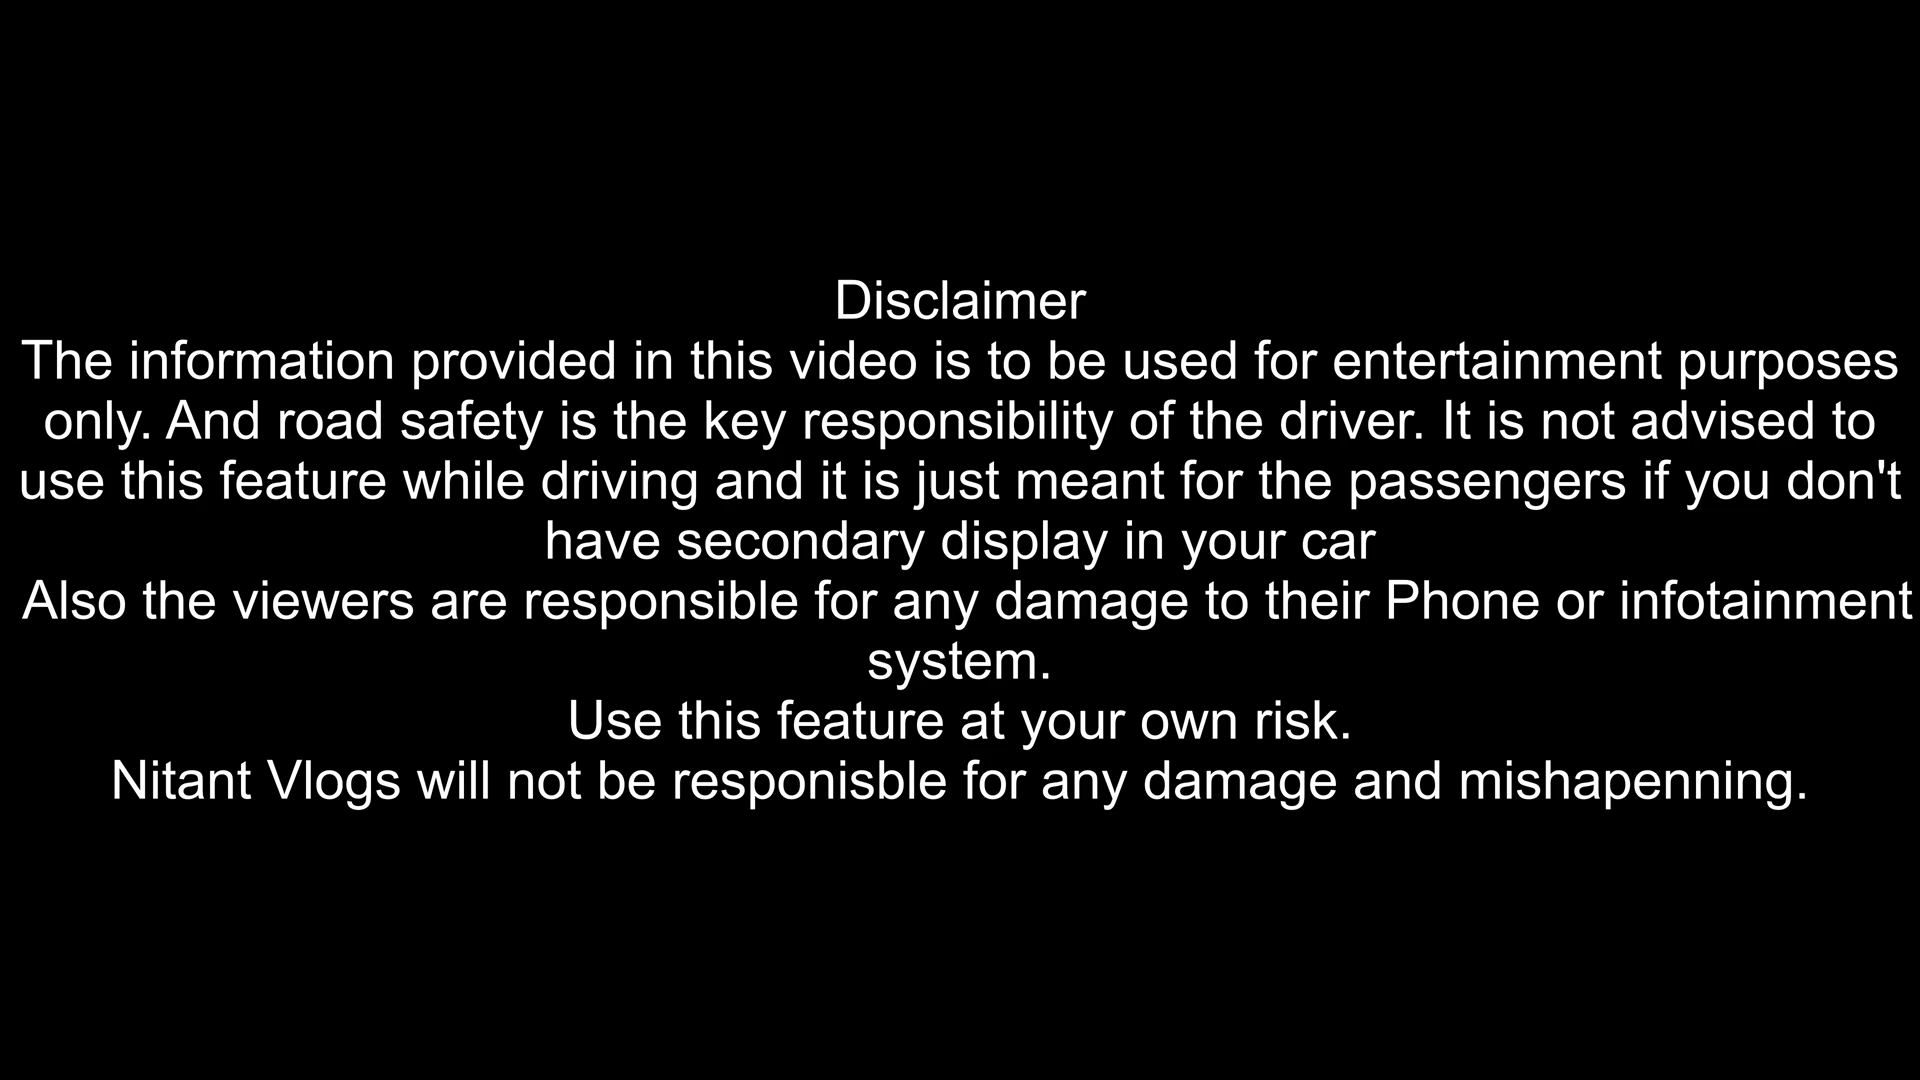 Disclaimer
The information provided in this video is to be used for entertainment purposes
only. And road safety is the key responsibility of the driver. It is not advised to
use this feature while driving and it is just meant for the passengers if you don't
have secondary display in your car
Also the viewers are responsible for any damage to their Phone or infotainment
system.
Use this feature at your own risk.
Nitant Vlogs will not be responisble for any damage and mishapenning.